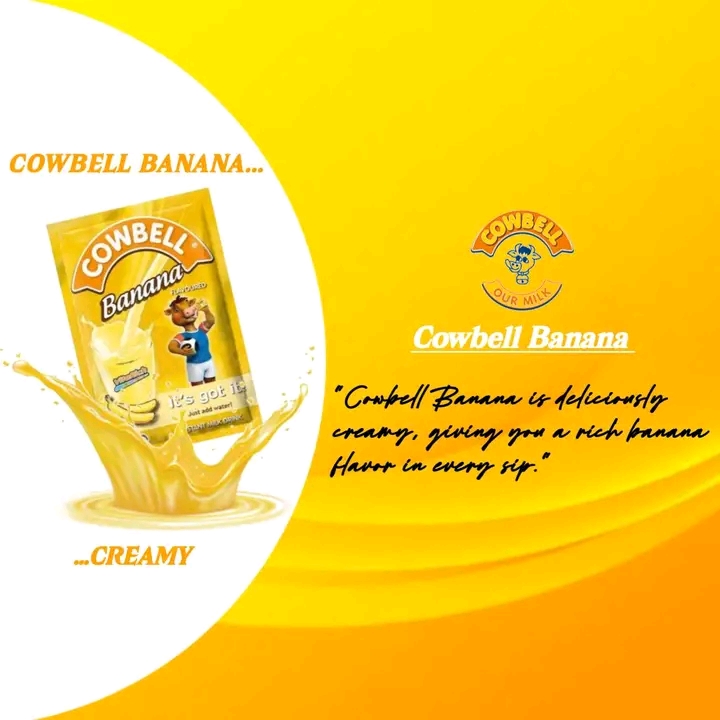 COWBELL BANANA...
COWBELL®
Banana
FLAVOURED
It's got it
Just add water!
INSTANT MILK DRINK
...CREAMY
COWBELL
OUR MILK
Cowbell Banana
"Cowbell Banana is deliciously
creamy, giving you a rich banana
flavor in every sip."